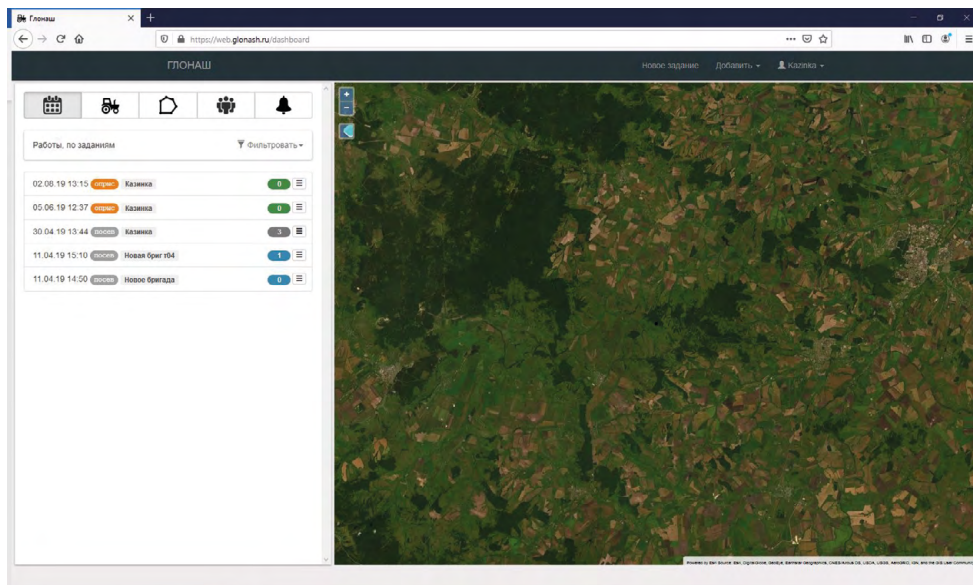 Глонаш
https://web.glonash.ru/dashboard
ГЛОНАШ Новое задание Добавить Kazinka
Работы, по заданиям Фильтровать
02.08.19 13:15 опрыс Казинка 0
05.06.19 12:37 опрыс Казинка 0
30.04.19 13:44 посев Казинка 3
11.04.19 15:10 посев Новая бриг т04 1
11.04.19 14:50 посев Новое бригада 0